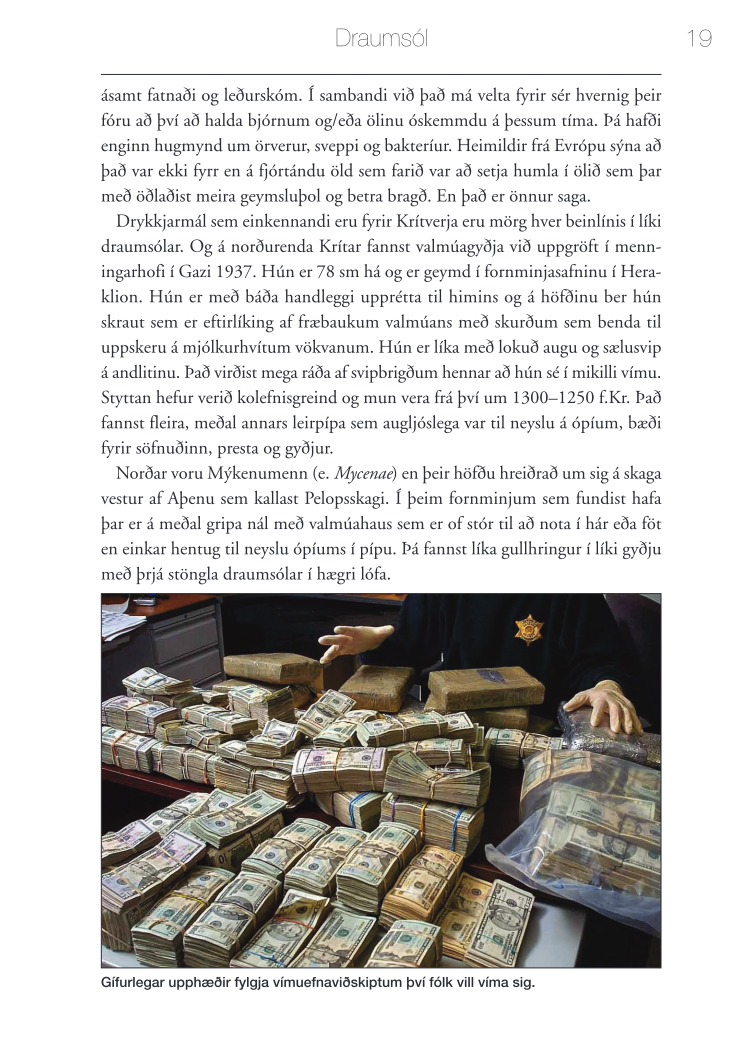 Draumsól 19
ásamt fatnaði og leðurskóm. Í sambandi við það má velta fyrir sér hvernig þeir
fóru að því að halda bjórnum og/eða ölinu óskemmdu á þessum tíma. Þá hafði
enginn hugmynd um örverur, sveppi og bakteríur. Heimildir frá Evrópu sýna að
það var ekki fyrr en á fjórtándu öld sem farið var að setja humla í ölið sem þar
með öðlaðist meira geymsluþol og betra bragð. En það er önnur saga.
Drykkjarmál sem einkennandi eru fyrir Krítverja eru mörg hver beinlínis í líki
draumsólar. Og á norðurenda Krítar fannst valmúagyðja við uppgröft í menn-
ingarhofi í Gazi 1937. Hún er 78 sm há og er geymd í fornminjasafninu í Hera-
klion. Hún er með báða handleggi upprétta til himins og á höfðinu ber hún
skraut sem er eftirlíking af fræbaukum valmúans með skurðum sem benda til
uppskeru á mjólkurhvítum vökvanum. Hún er líka með lokuð augu og sælusvip
á andlitinu. Það virðist mega ráða af svipbrigðum hennar að hún sé í mikilli vímu.
Styttan hefur verið kolefnisgreind og mun vera frá því um 1300–1250 f.Kr. Það
fannst fleira, meðal annars leirpípa sem augljóslega var til neyslu á ópíum, bæði
fyrir söfnuðinn, presta og gyðjur.
Norðar voru Mýkenumenn (e. Mycenae) en þeir höfðu hreiðrað um sig á skaga
vestur af Aþenu sem kallast Pelopsskagi. Í þeim fornminjum sem fundist hafa
þar er á meðal gripa nál með valmúahaus sem er of stór til að nota í hár eða föt
en einkar hentug til neyslu ópíums í pípu. Þá fannst líka gullhringur í líki gyðju
með þrjá stöngla draumsólar í hægri lófa.
Gífurlegar upphæðir fylgja vímuefnaviðskiptum því fólk vill víma sig.